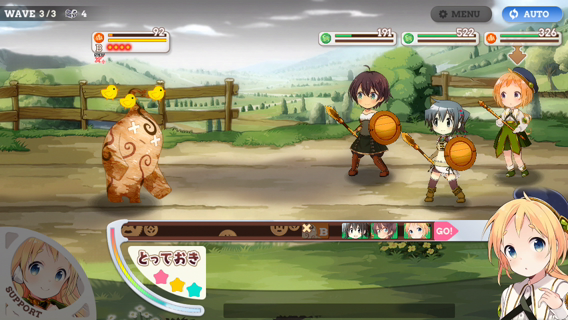 WAVE 3/3 4
MENU
AUTO
92
B
191
522
326
B
GO!
とっておき
SUPPORT